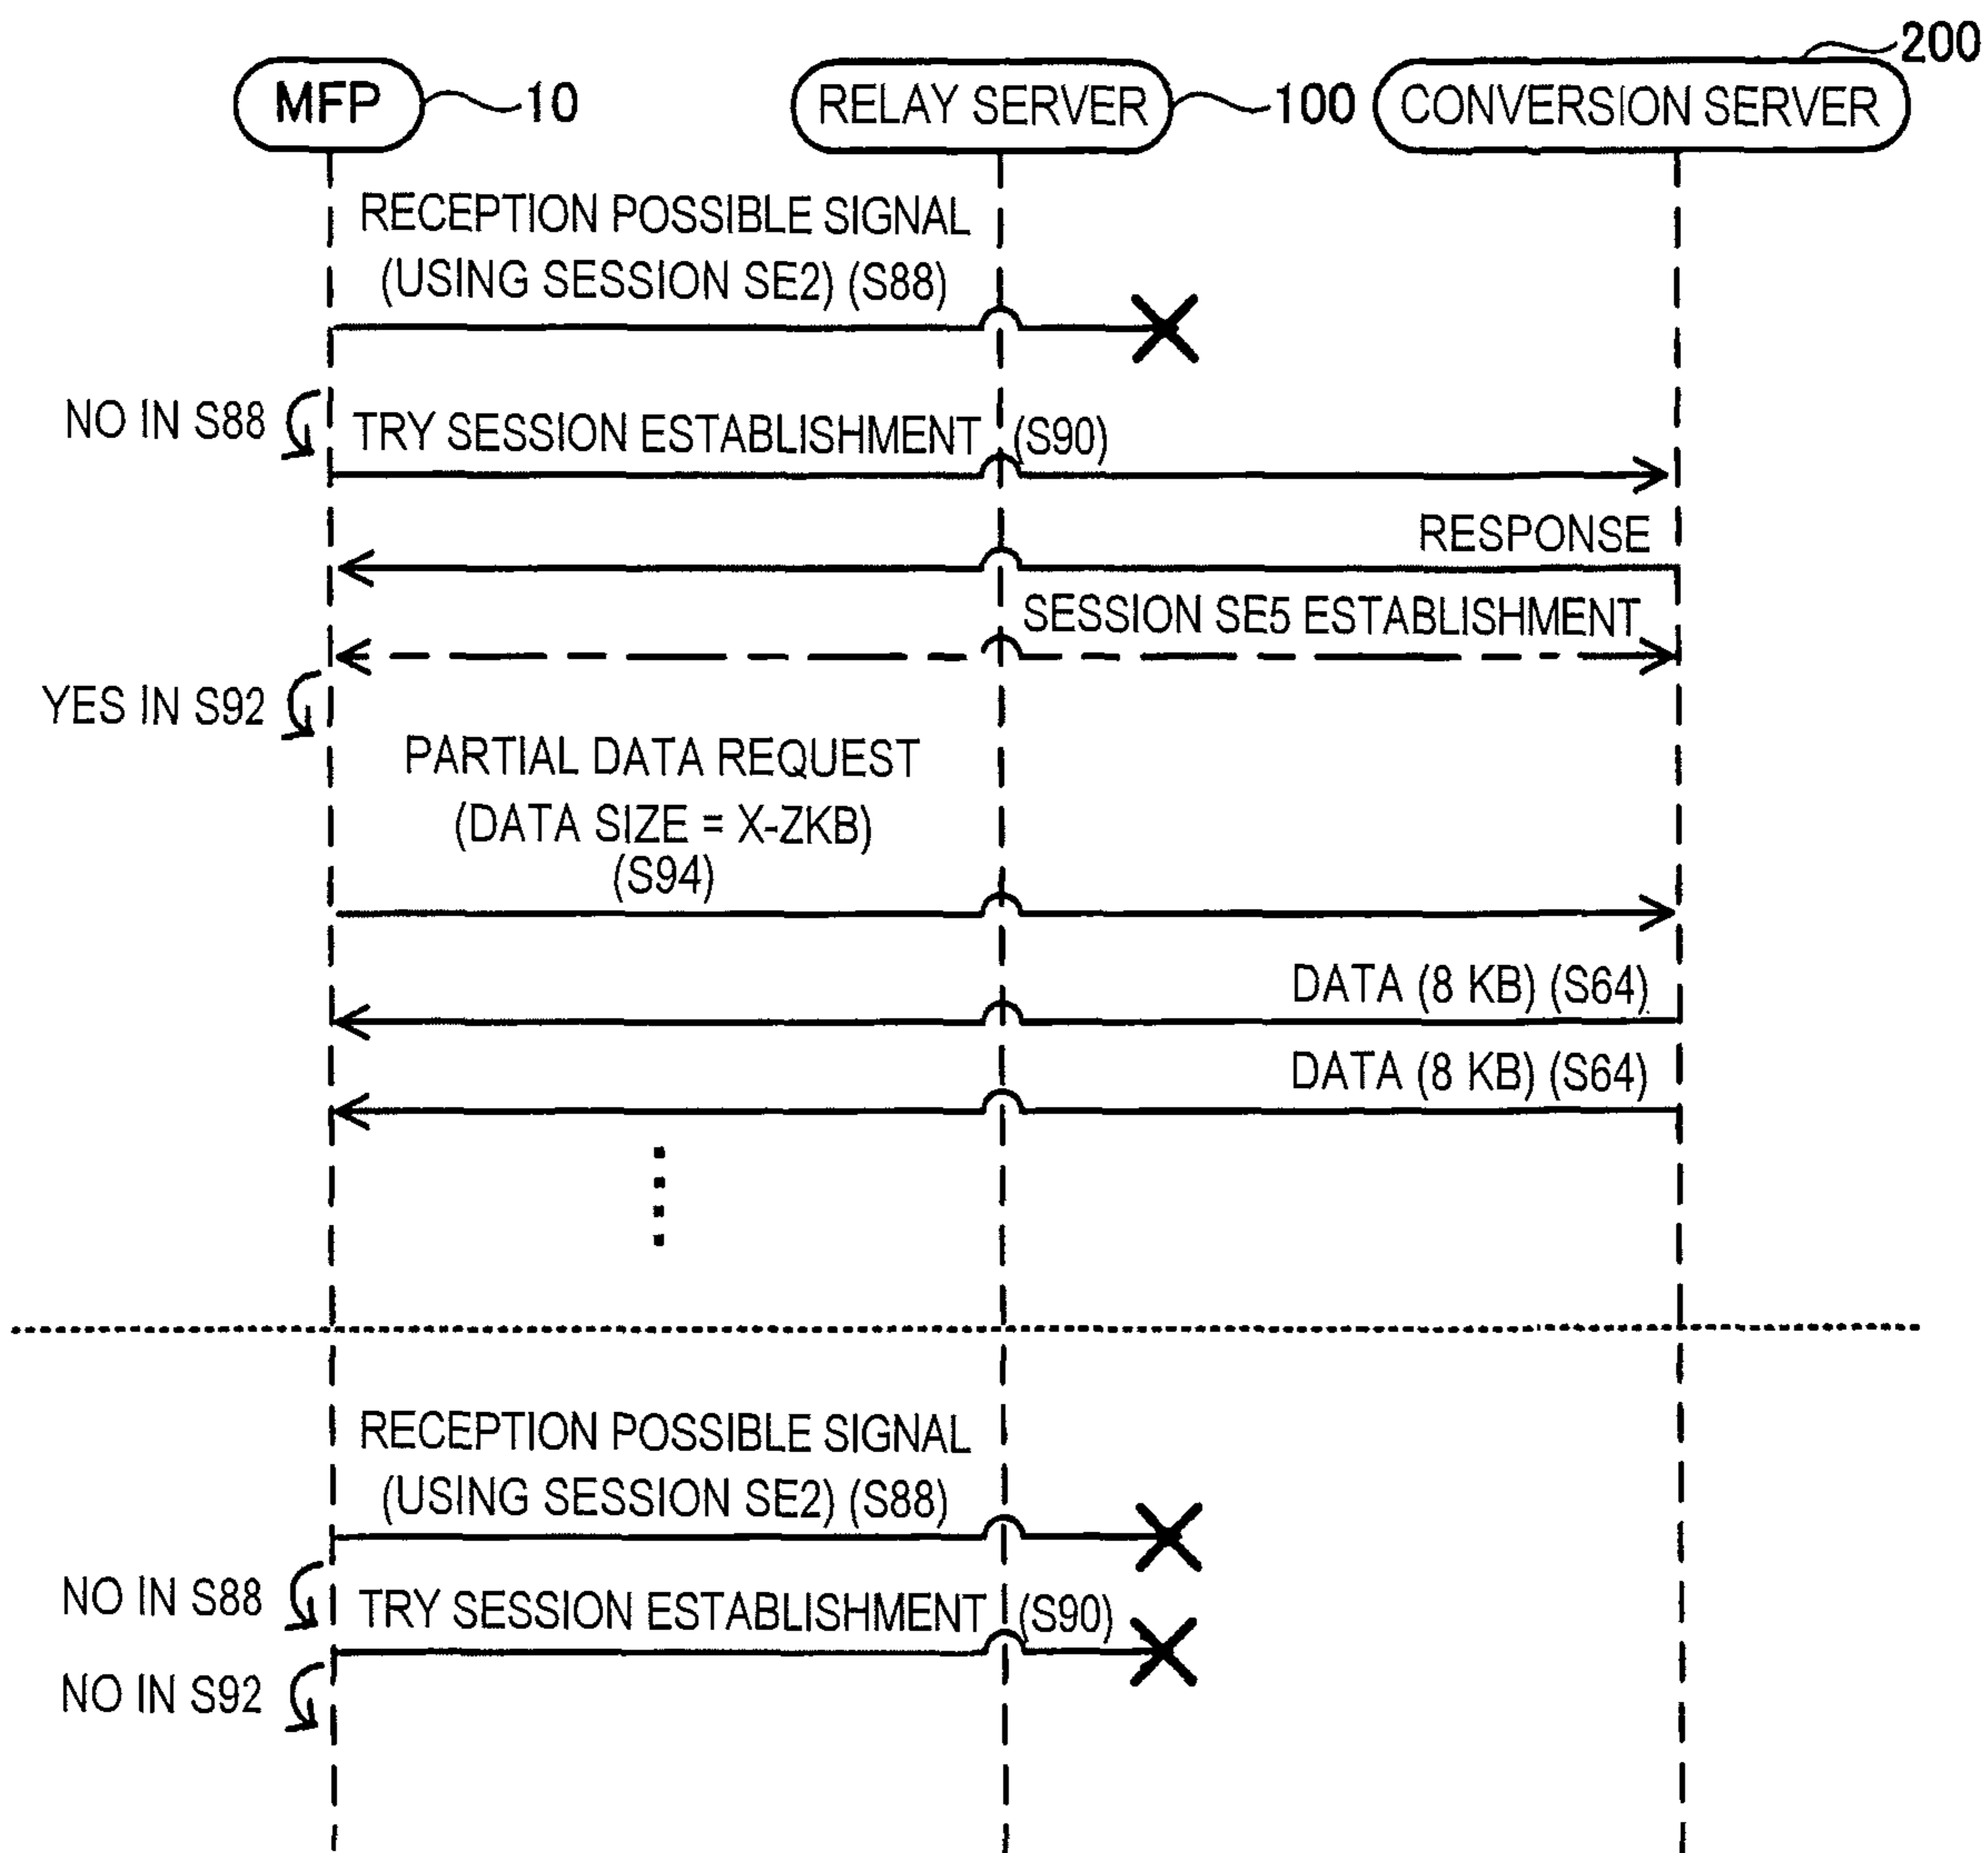 200
MFP
10
RELAY SERVER
100
CONVERSION SERVER
RECEPTION POSSIBLE SIGNAL
(USING SESSION SE2) (S88)
NO IN S88
TRY SESSION ESTABLISHMENT (S90)
RESPONSE
SESSION SE5 ESTABLISHMENT
YES IN S92
PARTIAL DATA REQUEST
(DATA SIZE = X-ZKB)
(S94)
DATA (8 KB) (S64)
DATA (8 KB) (S64)
RECEPTION POSSIBLE SIGNAL
(USING SESSION SE2) (S88)
NO IN S88
TRY SESSION ESTABLISHMENT (S90)
NO IN S92